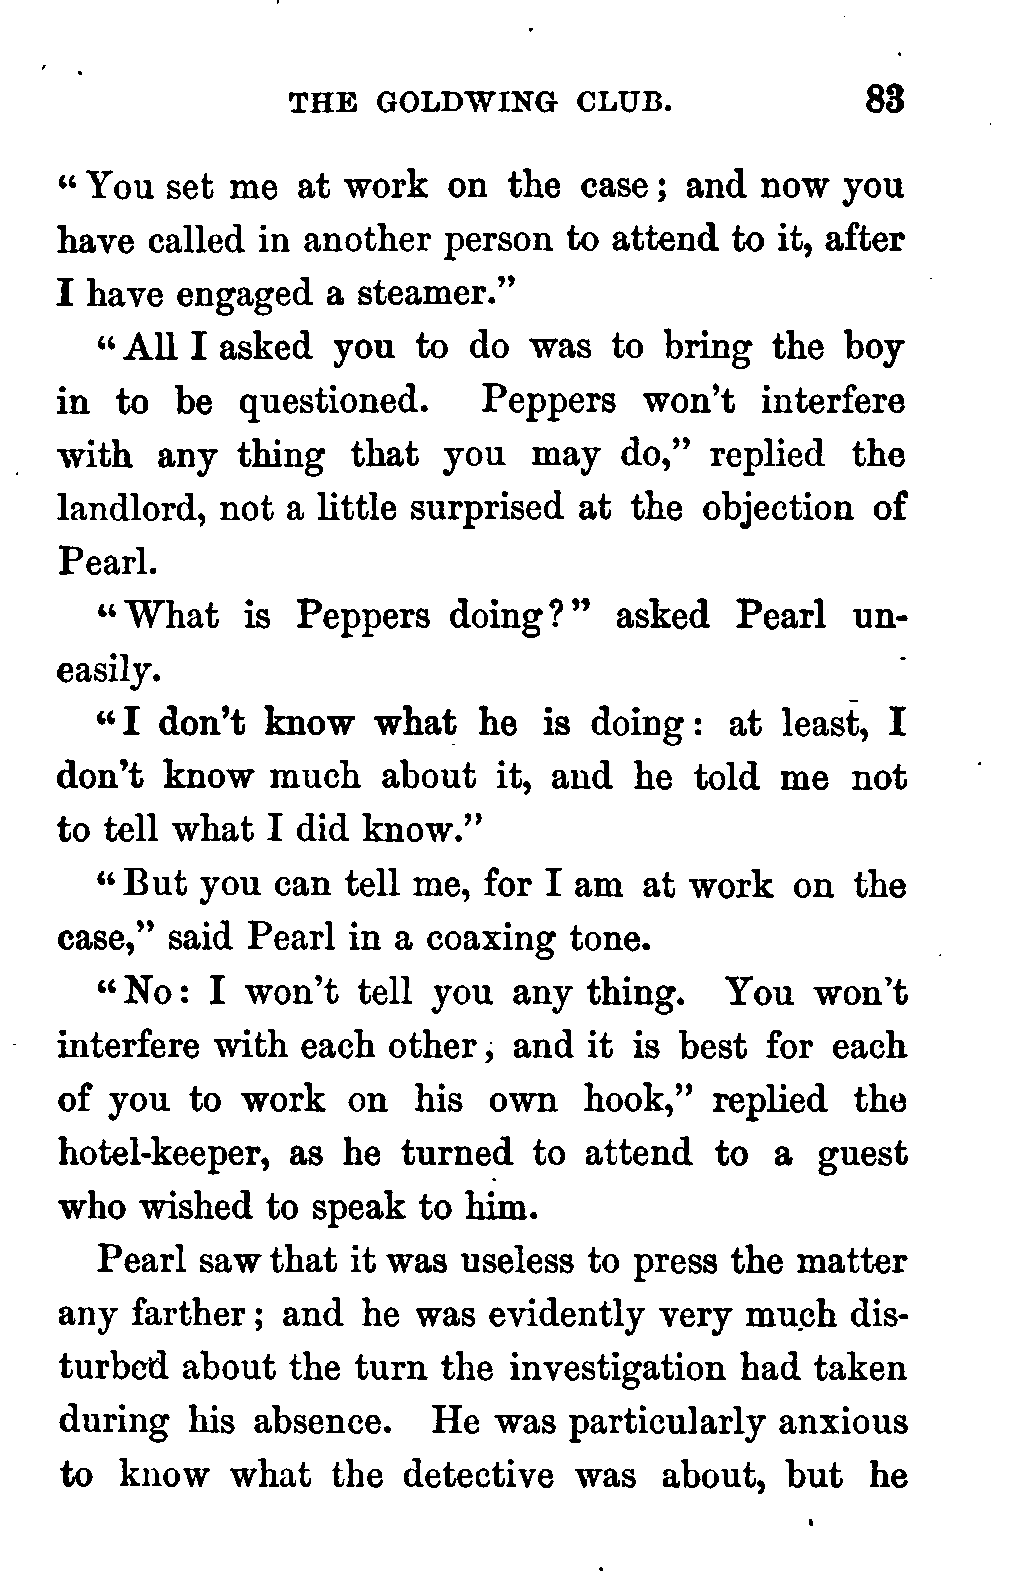 THE GOLDWING CLUB. 83
“You set me at work on the case; and now you
have called in another person to attend to it, after
I have engaged a steamer.”
“All I asked you to do was to bring the boy
in to be questioned. Peppers won’t interfere
with any thing that you may do,” replied the
landlord, not a little surprised at the objection of
Pearl.
“What is Peppers doing?” asked Pearl un-
easily.
“I don’t know what he is doing: at least, I
don’t know much about it, and he told me not
to tell what I did know.”
“But you can tell me, for I am at work on the
case,” said Pearl in a coaxing tone.
“No: I won’t tell you any thing. You won’t
interfere with each other, and it is best for each
of you to work on his own hook,” replied the
hotel-keeper, as he turned to attend to a guest
who wished to speak to him.
Pearl saw that it was useless to press the matter
any farther; and he was evidently very much dis-
turbed about the turn the investigation had taken
during his absence. He was particularly anxious
to know what the detective was about, but he